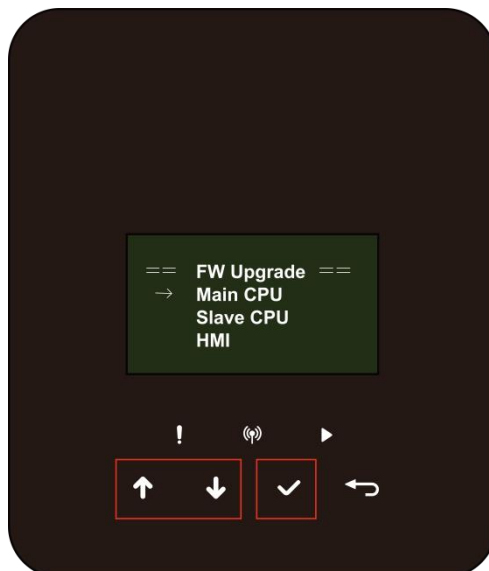 == FW Upgrade ==
→ Main CPU
Slave CPU
HMI